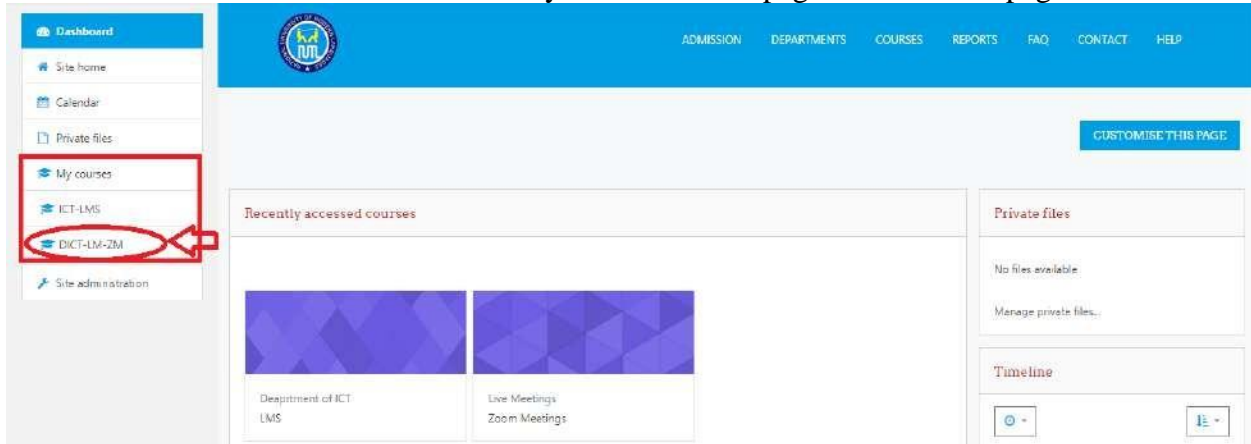 Dashboard
Site home
Calendar
Private files
My courses
ICT-LMS
DICT-LM-ZM
Site administration
NUML
ADMISSION DEPARTMENTS COURSES REPORTS FAQ CONTACT HELP
CUSTOMISE THIS PAGE
Recently accessed courses
Deaprtment of ICT
LMS
Live Meetings
Zoom Meetings
Private files
No files available
Manage private files...
Timeline